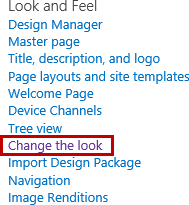 Look and Feel
Design Manager
Master page
Title, description, and logo
Page layouts and site templates
Welcome Page
Device Channels
Tree view
Change the look
Import Design Package
Navigation
Image Renditions